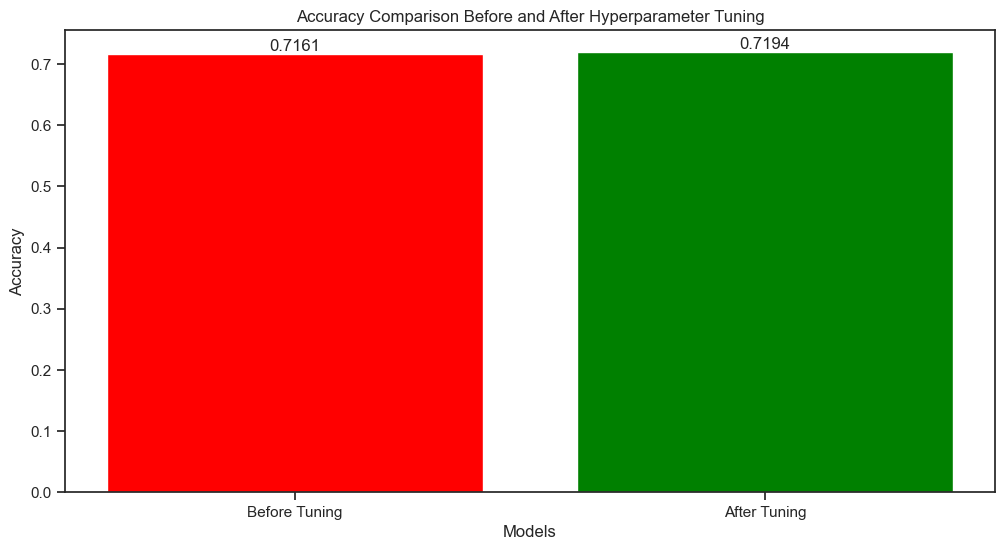 Accuracy Comparison Before and After Hyperparameter Tuning
0.7161
0.7194
0.7
0.6
0.5
0.4
0.3
0.2
0.1
0.0
Accuracy
Before Tuning
After Tuning
Models